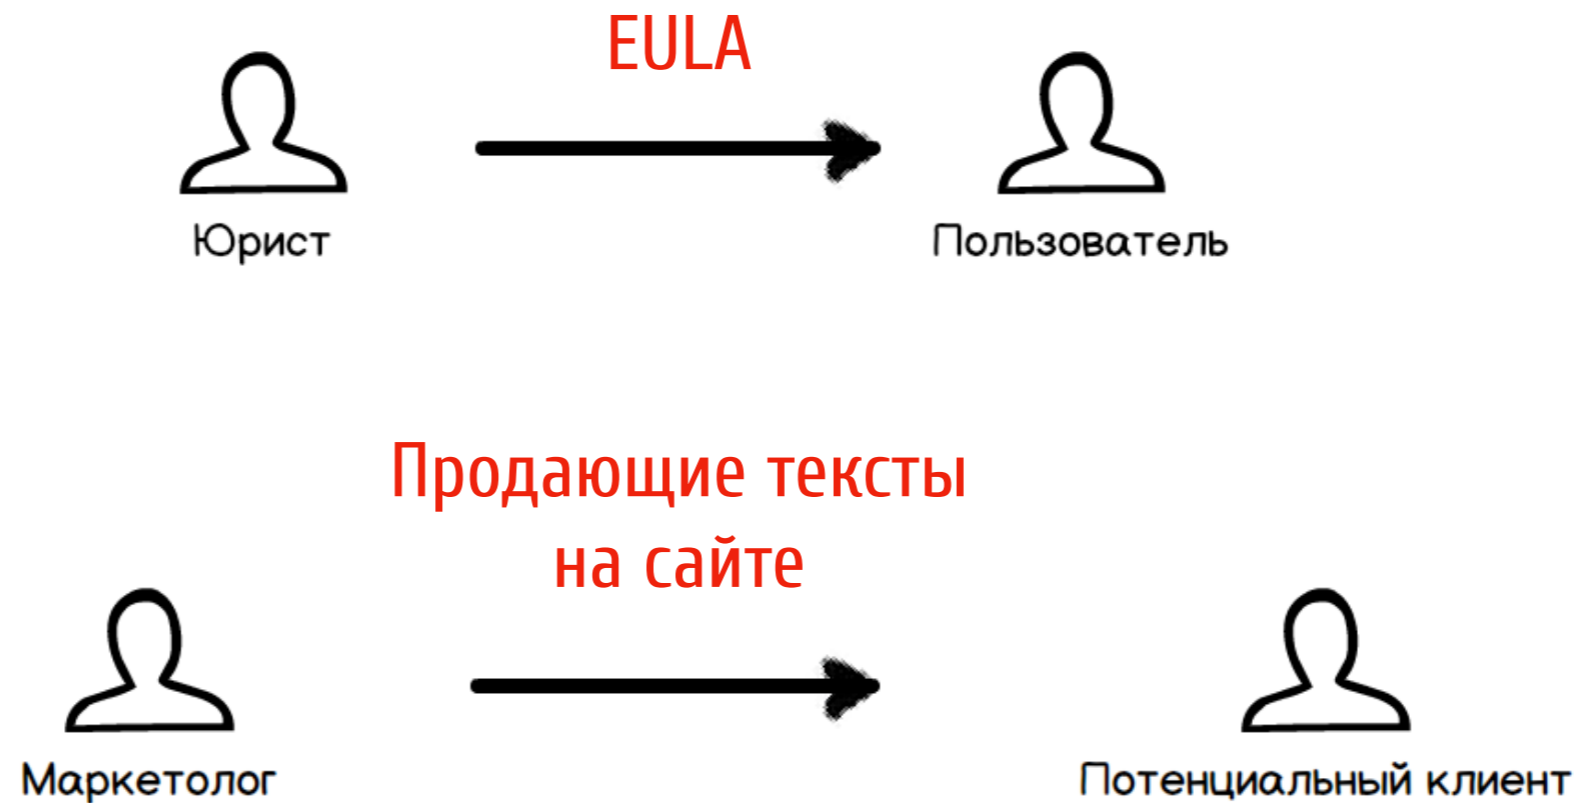 EULA
Юрист
Пользователь
Продающие тексты
на сайте
Маркетолог
Потенциальный клиент